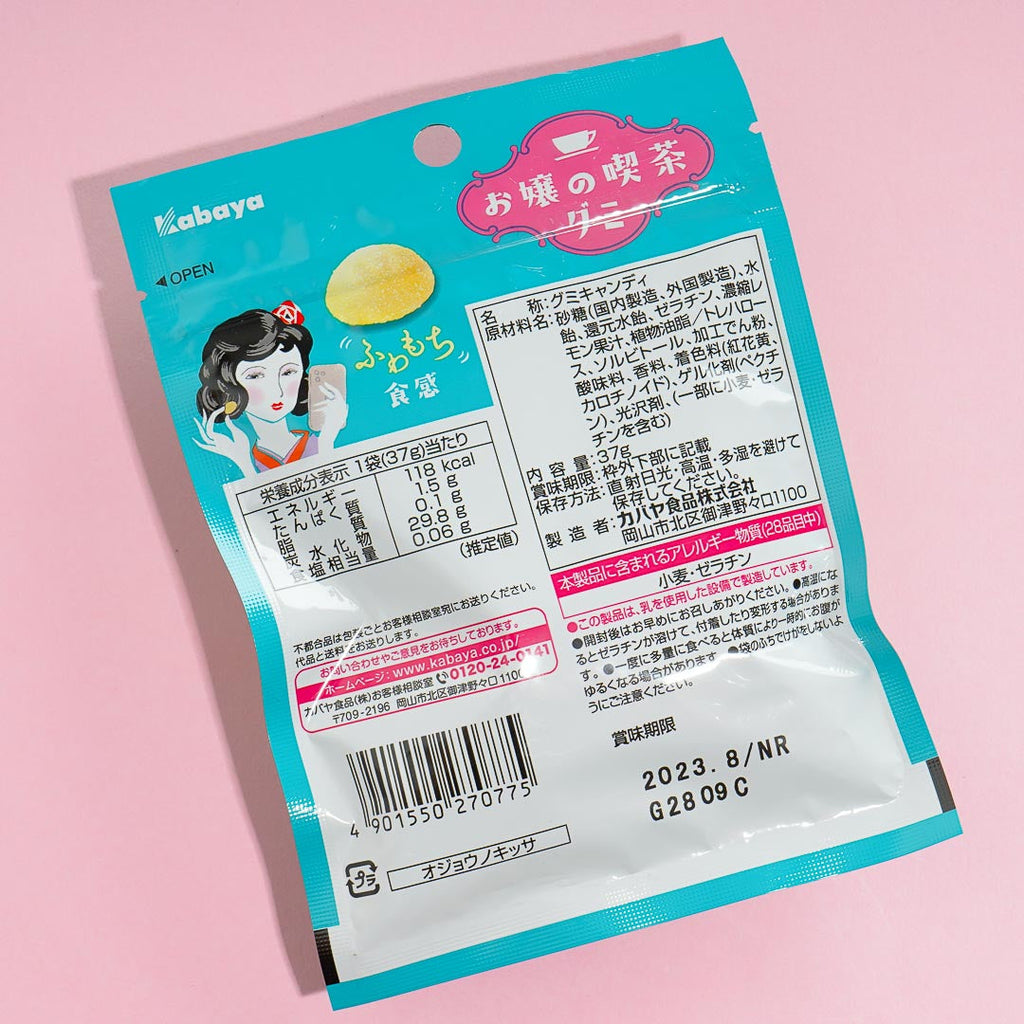 Kabaya
お嬢の喫茶
グミ
◀OPEN
ふわもち
食感
名　　称:グミキャンディ
原材料名:砂糖(国内製造、外国製造)、水
飴、還元水飴、ゼラチン、濃縮レ
モン果汁、植物油脂/トレハロー
ス、ソルビトール、加工でん粉、
酸味料、香料、着色料(紅花黄、
カロチノイド)、ゲル化剤(ペクチ
ン)、光沢剤、(一部に小麦・ゼラ
チンを含む)
内容量:37g
賞味期限:枠外下部に記載
保存方法:直射日光・高温・多湿を避けて
保存してください。
製造者:カバヤ食品株式会社
岡山市北区御津野々口1100
栄養成分表示 1袋(37g)当たり
エネルギー 118 kcal
たんぱく質 1.5 g
脂質 0.1 g
炭水化物 29.8 g
食塩相当量 0.06 g
(推定値)
本製品に含まれるアレルギー物質(28品目中)
小麦・ゼラチン
●この製品は、乳を使用した設備で製造しています。
●開封後はお早めにお召しあがりください。●高温にな
るとゼラチンが溶けて、付着したり変形する場合がありま
す。●一度に多量に食べると体質により一時的にお腹が
ゆるくなる場合があります。●袋のふちでけがをしないよ
うにご注意ください。
不都合品は包装ごとお客様相談室宛にお送りください。
代品と送料をお送りします。
お問い合わせやご意見をお待ちしております。
ホームページ:www.kabaya.co.jp/
カバヤ食品(株)お客様相談室 0120-24-0141
〒709-2196 岡山市北区御津野々口1100
賞味期限
2023. 8/NR
G28 09 C
4 901550 270775
プラ
オジョウノキッサ